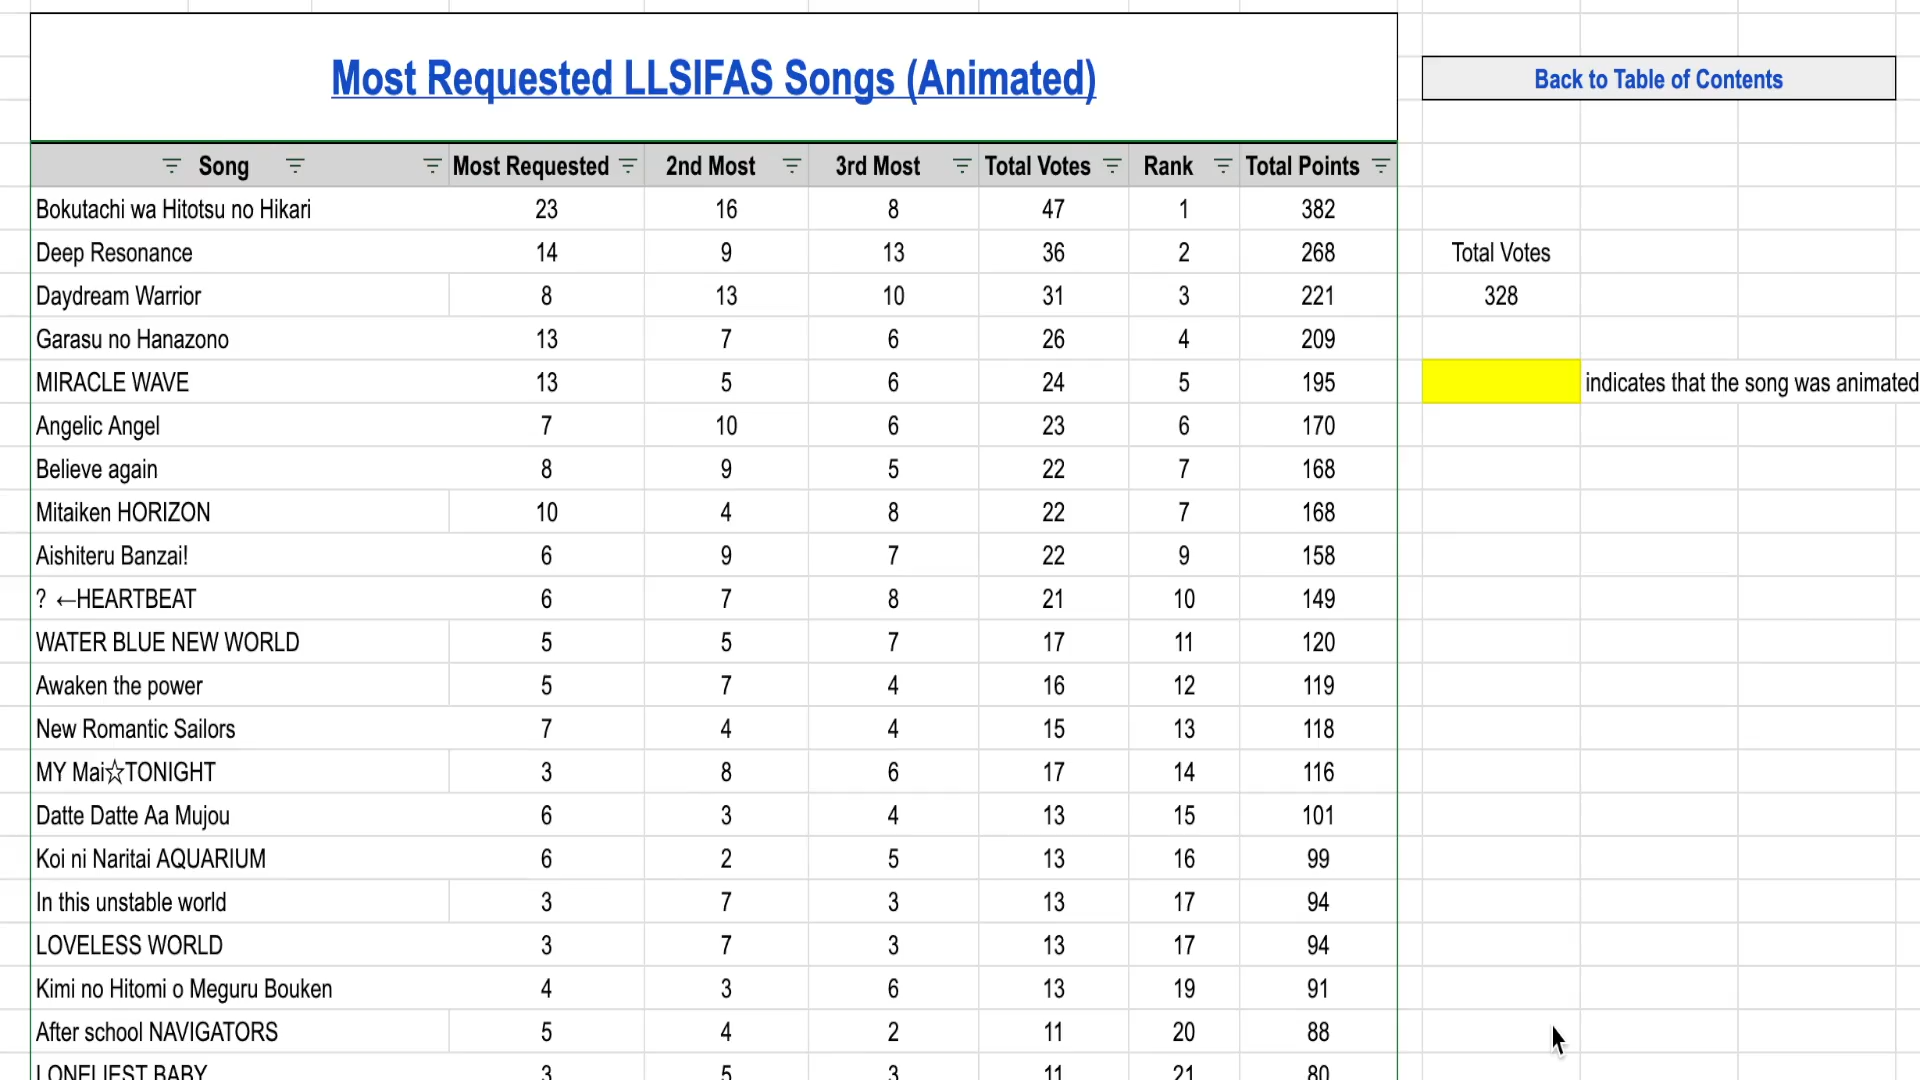 Most Requested LLSIFAS Songs (Animated)
Back to Table of Contents
Song Most Requested 2nd Most 3rd Most Total Votes Rank Total Points
Bokutachi wa Hitotsu no Hikari 23 16 8 47 1 382
Deep Resonance 14 9 13 36 2 268 Total Votes
Daydream Warrior 8 13 10 31 3 221 328
Garasu no Hanazono 13 7 6 26 4 209
MIRACLE WAVE 13 5 6 24 5 195 indicates that the song was animated
Angelic Angel 7 10 6 23 6 170
Believe again 8 9 5 22 7 168
Mitaiken HORIZON 10 4 8 22 7 168
Aishiteru Banzai! 6 9 7 22 9 158
? ←HEARTBEAT 6 7 8 21 10 149
WATER BLUE NEW WORLD 5 5 7 17 11 120
Awaken the power 5 7 4 16 12 119
New Romantic Sailors 7 4 4 15 13 118
MY Mai☆TONIGHT 3 8 6 17 14 116
Datte Datte Aa Mujou 6 3 4 13 15 101
Koi ni Naritai AQUARIUM 6 2 5 13 16 99
In this unstable world 3 7 3 13 17 94
LOVELESS WORLD 3 7 3 13 17 94
Kimi no Hitomi o Meguru Bouken 4 3 6 13 19 91
After school NAVIGATORS 5 4 2 11 20 88
LONELIEST BABY 3 5 3 11 21 80